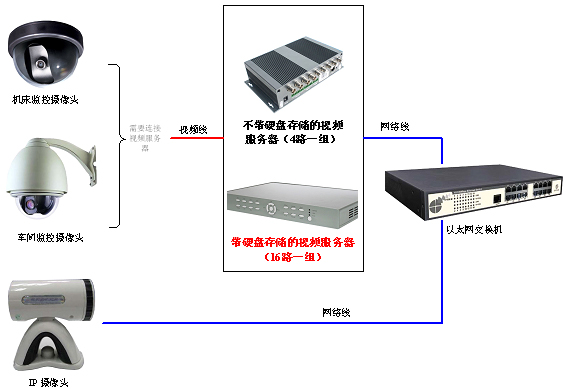 机床监控摄像头
需要连接
视频服务
器
视频线
不带硬盘存储的视频
服务器（4路一组）
网络线
车间监控摄像头
带硬盘存储的视频服务器
（16路一组）
以太网交换机
网络线
IP 摄像头